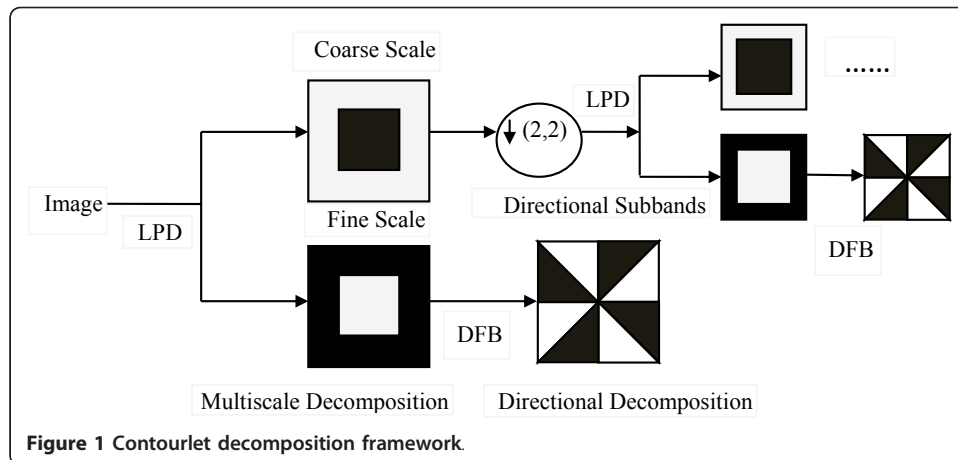 Coarse Scale
LPD
……
↓ (2,2)
Image
LPD
Fine Scale
Directional Subbands
DFB
DFB
Multiscale Decomposition
Directional Decomposition
Figure 1 Contourlet decomposition framework.